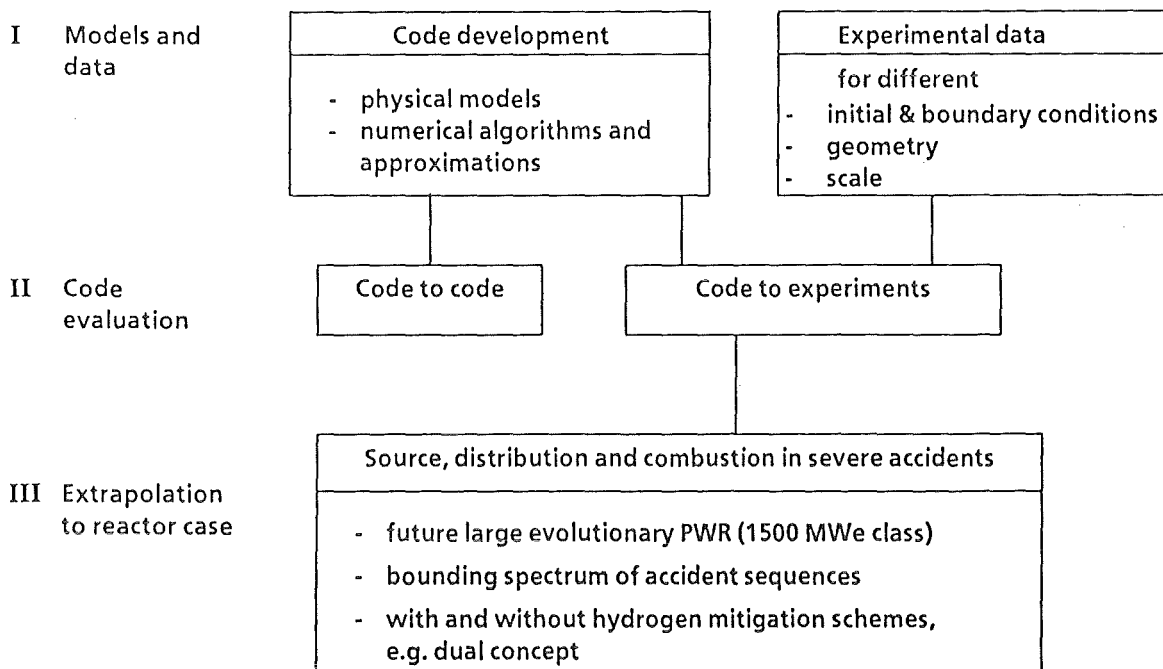 I Models and data
Code development
- physical models
- numerical algorithms and approximations
Experimental data
for different
- initial & boundary conditions
- geometry
- scale
II Code evaluation
Code to code
Code to experiments
III Extrapolation to reactor case
Source, distribution and combustion in severe accidents
- future large evolutionary PWR (1500 MWe class)
- bounding spectrum of accident sequences
- with and without hydrogen mitigation schemes,
e.g. dual concept